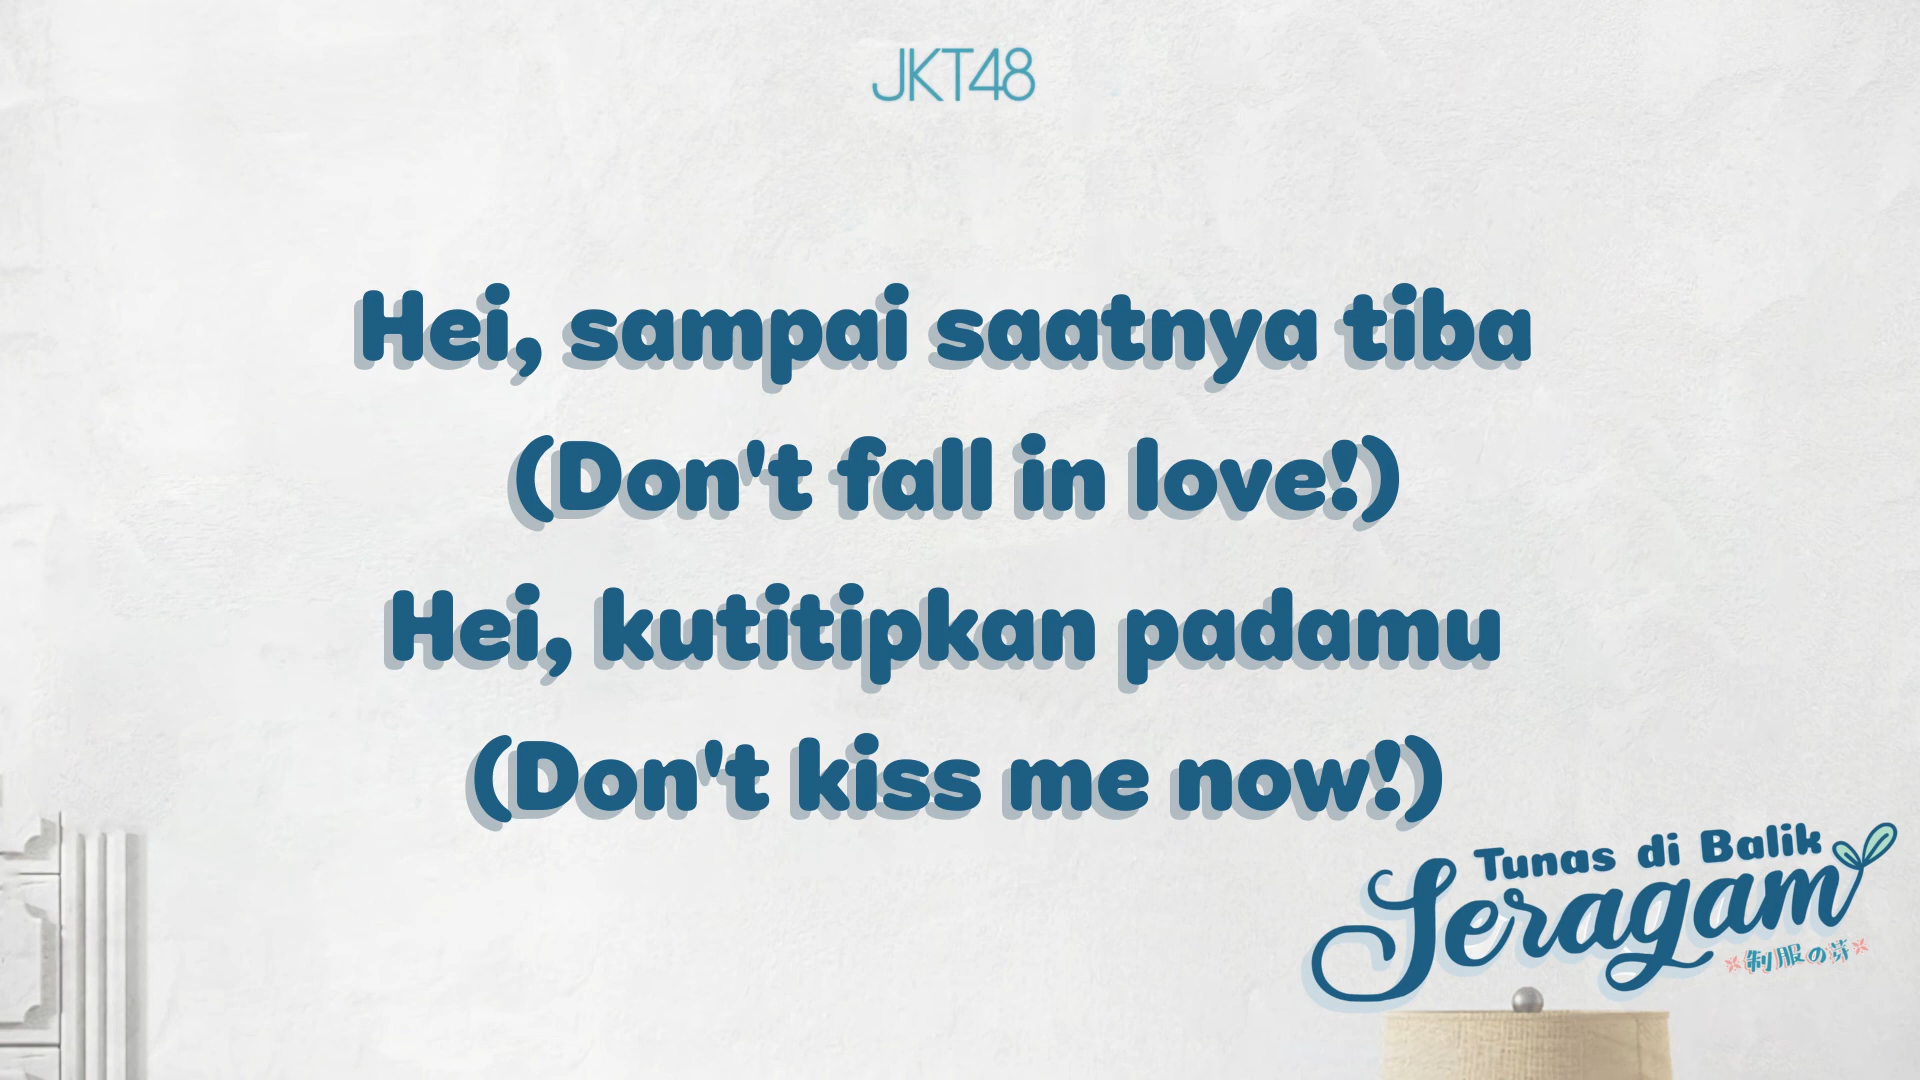 JKT48
Hei, sampai saatnya tiba
(Don't fall in love!)
Hei, kutitipkan padamu
(Don't kiss me now!)
Tunas di Balik
Seragam
制服の芽